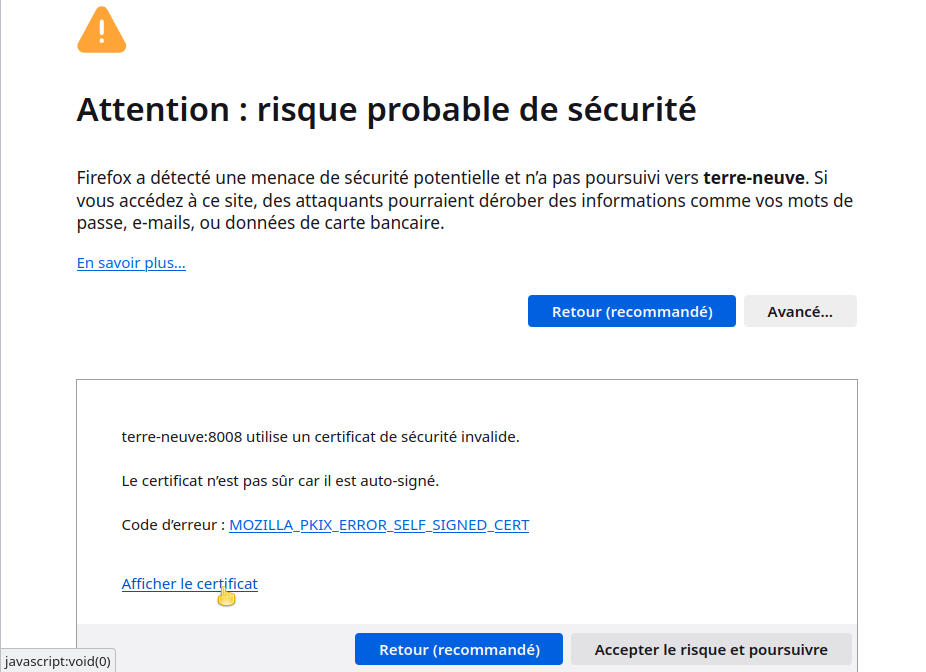 Attention : risque probable de sécurité
Firefox a détecté une menace de sécurité potentielle et n’a pas poursuivi vers terre-neuve. Si
vous accédez à ce site, des attaquants pourraient dérober des informations comme vos mots de
passe, e-mails, ou données de carte bancaire.
En savoir plus…
Retour (recommandé) Avancé…
terre-neuve:8008 utilise un certificat de sécurité invalide.
Le certificat n’est pas sûr car il est auto-signé.
Code d’erreur : MOZILLA_PKIX_ERROR_SELF_SIGNED_CERT
Afficher le certificat
Retour (recommandé) Accepter le risque et poursuivre
javascript:void(0)